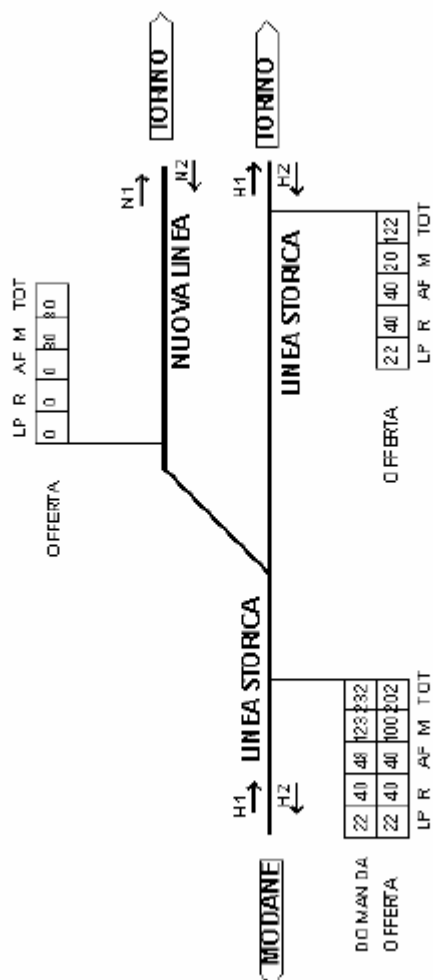 LP R AF M TOT
0 0 0 80 80
OFFERTA
N1
TORINO
N2
NUOVA LINEA
H1
TORINO
H2
LINEA STORICA
LINEA STORICA
H1
H2
MODANE
22 40 40 20 122
LP R AF M TOT
OFFERTA
DOMANDA 22 40 48 123 232
OFFERTA 22 40 40 100 202
LP R AF M TOT